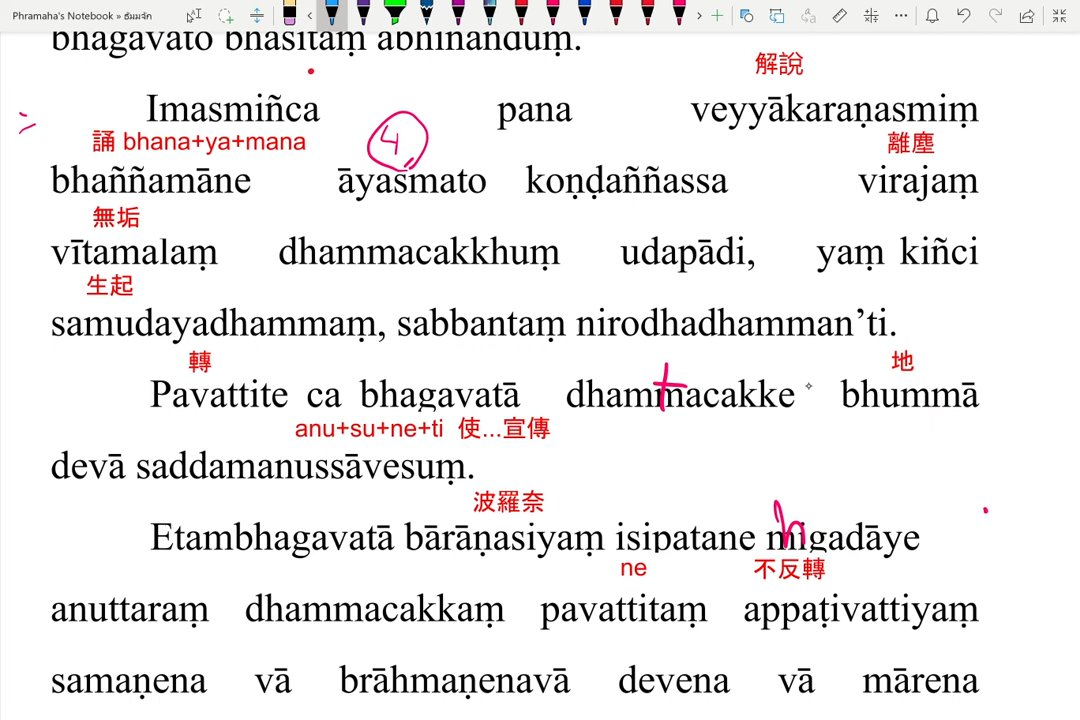 Phramaha's Notebook » ธัมมจัก
bhagavato bhāsitaṃ abhinanduṃ.
解說
Imasmiñca pana veyyākaraṇasmiṃ
誦 bhana+ya+mana 4 離塵
bhaññamāne āyasmato koṇḍaññassa virajaṃ
無垢
vītamalaṃ dhammacakkhuṃ udapādi, yaṃ kiñci
生起
samudayadhammaṃ, sabbantaṃ nirodhadhamman’ti.
轉 地
Pavattite ca bhagavatā dhammacakke bhummā
anu+su+ne+ti 使...宣傳
devā saddamanussāvesuṃ.
波羅奈
Etambhagavatā bārāṇasiyaṃ isipatane migadāye
ne 不反轉
anuttaraṃ dhammacakkaṃ pavattitaṃ appaṭivattiyaṃ
samaṇena vā brāhmaṇenavā devena vā mārena